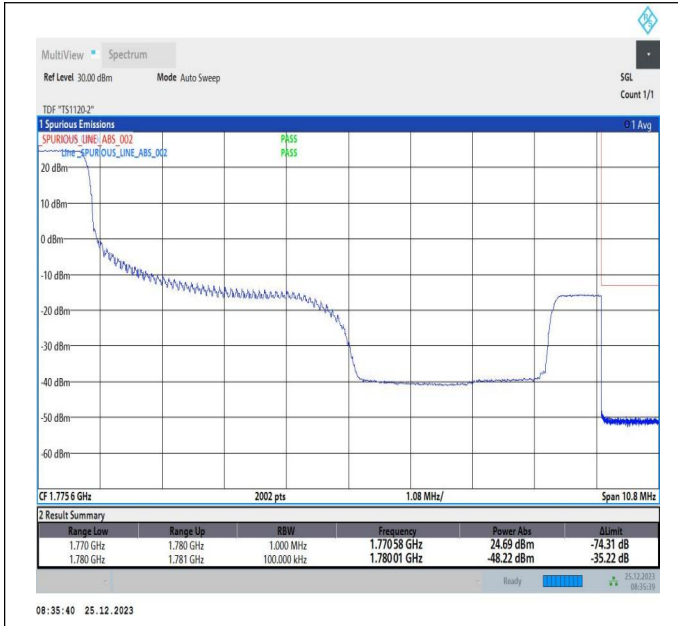 R S
MultiView Spectrum
Ref Level 30.00 dBm Mode Auto Sweep SGL
Count 1/1
TDF "TS1120-2"
1 Spurious Emissions 1 Avg
SPURIOUS_LINE_ABS_002 PASS
Line _SPURIOUS_LINE_ABS_002 PASS
20 dBm
10 dBm
0 dBm
-10 dBm
-20 dBm
-30 dBm
-40 dBm
-50 dBm
-60 dBm
CF 1.775 6 GHz 2002 pts 1.08 MHz/ Span 10.8 MHz
2 Result Summary
Range Low Range Up RBW Frequency Power Abs ΔLimit
1.770 GHz 1.780 GHz 1.000 MHz 1.770 58 GHz 24.69 dBm -74.31 dB
1.780 GHz 1.781 GHz 100.000 kHz 1.780 01 GHz -48.22 dBm -35.22 dB
Ready 25.12.2023
08:35:39
08:35:40 25.12.2023